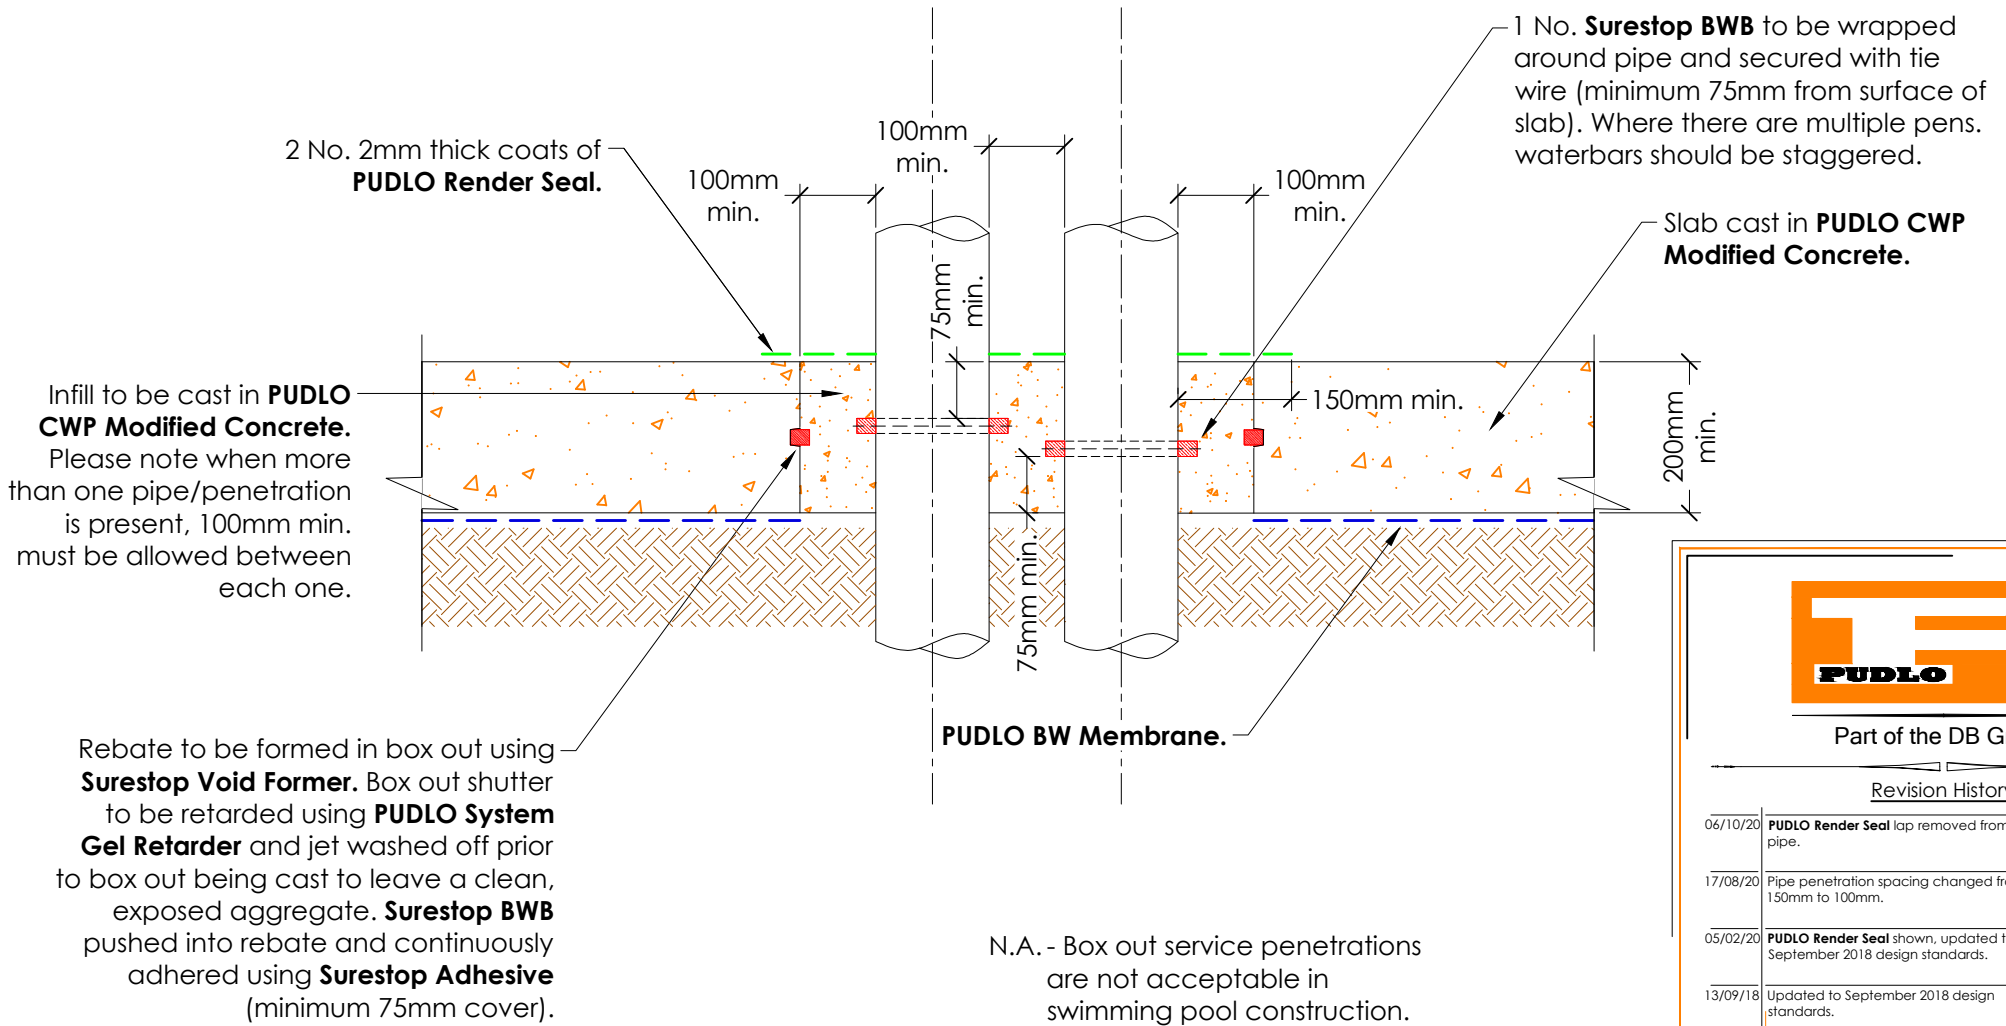 1 No. Surestop BWB to be wrapped
around pipe and secured with tie
wire (minimum 75mm from surface of
slab). Where there are multiple pens.
waterbars should be staggered.
2 No. 2mm thick coats of
PUDLO Render Seal.
100mm
min.
100mm
min.
100mm
min.
Slab cast in PUDLO CWP
Modified Concrete.
75mm
min.
Infill to be cast in PUDLO
CWP Modified Concrete.
Please note when more
than one pipe/penetration
is present, 100mm min.
must be allowed between
each one.
150mm min.
200mm
min.
75mm min.
PUDLO BW Membrane.
Rebate to be formed in box out using
Surestop Void Former. Box out shutter
to be retarded using PUDLO System
Gel Retarder and jet washed off prior
to box out being cast to leave a clean,
exposed aggregate. Surestop BWB
pushed into rebate and continuously
adhered using Surestop Adhesive
(minimum 75mm cover).
N.A. - Box out service penetrations
are not acceptable in
swimming pool construction.
PUDLO
Part of the DB G
Revision History
06/10/20 PUDLO Render Seal lap removed from
pipe.
17/08/20 Pipe penetration spacing changed
150mm to 100mm.
05/02/20 PUDLO Render Seal shown, updated
September 2018 design standards.
13/09/18 Updated to September 2018 design
standards.